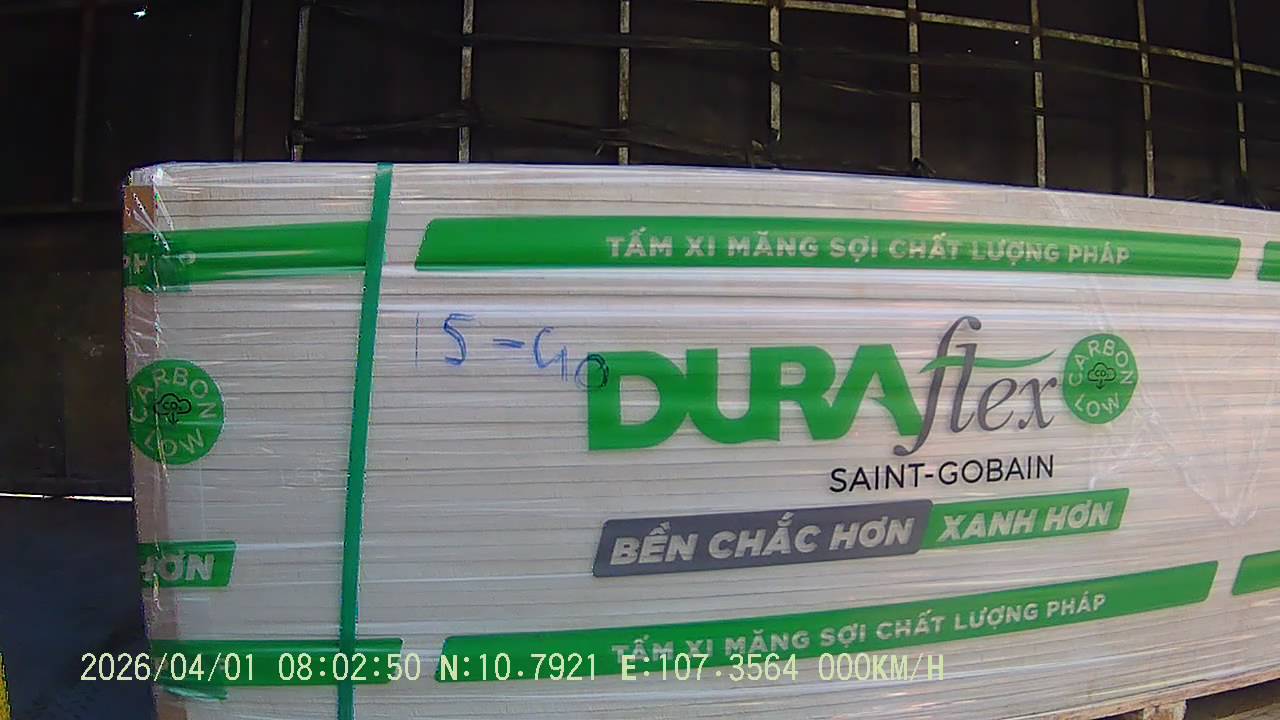 TẤM XI MĂNG SỢI CHẤT LƯỢNG PHÁP
15-40
DURAflex
CARBON LOW
CO2
CARBON LOW
CO2
SAINT-GOBAIN
BỀN CHẮC HƠN XANH HƠN
HƠN
TẤM XI MĂNG SỢI CHẤT LƯỢNG PHÁP
2026/04/01 08:02:50 N:10.7921 E:107.3564 000KM/H